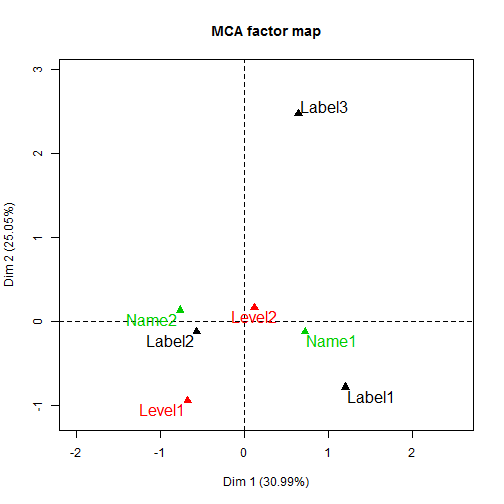 MCA factor map
3
Label3
2
Dim 2 (25.05%)
1
Name2
0
Level2
Label2
Name1
Label1
Level1
-1
-2
-1
0
1
2
Dim 1 (30.99%)